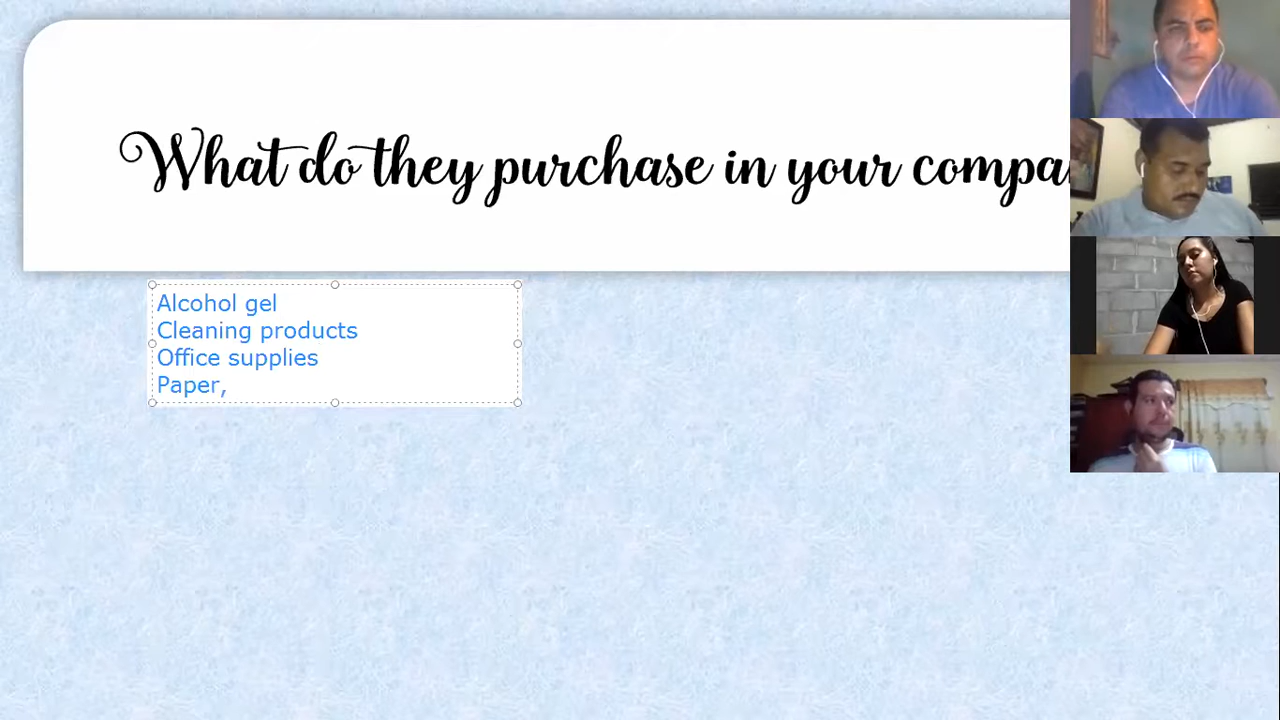 What do they purchase in your compa
Alcohol gel
Cleaning products
Office supplies
Paper,